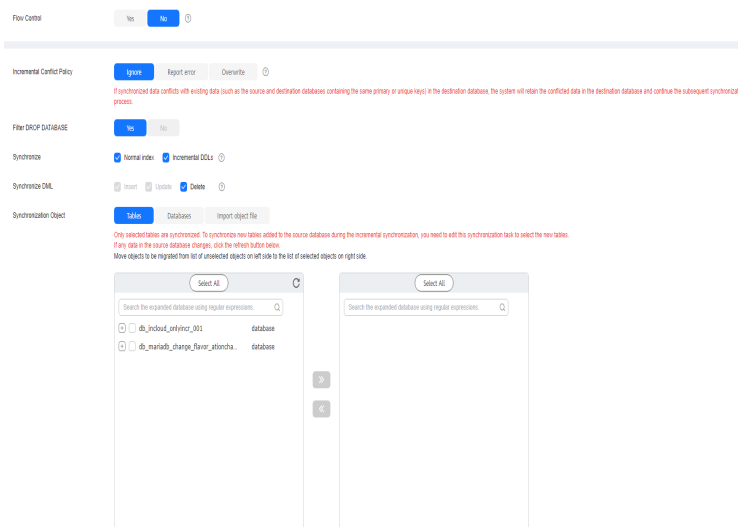 Flow Control Yes No ?
Incremental Conflict Policy Ignore Report error Overwrite ?
If synchronized data conflicts with existing data (such as the source and destination databases containing the same primary or unique keys) in the destination database, the system will retain the conflicted data in the destination database and continue the subsequent synchronizat
process.
Filter DROP DATABASE Yes No
Synchronize Normal index Incremental DDLs ?
Synchronize DML Insert Update Delete ?
Synchronization Object Tables Databases Import object file
Only selected tables are synchronized. To synchronize new tables added to the source database during the incremental synchronization, you need to edit this synchronization task to select the new tables.
If any data in the source database changes, click the refresh button below.
Move objects to be migrated from list of unselected objects on left side to the list of selected objects on right side.
Select All Select All
Search the expanded database using regular expressions. Search the expanded database using regular expressions.
db_incloud_onlyincr_001 database
db_mariadb_change_flavor_ationcha... database